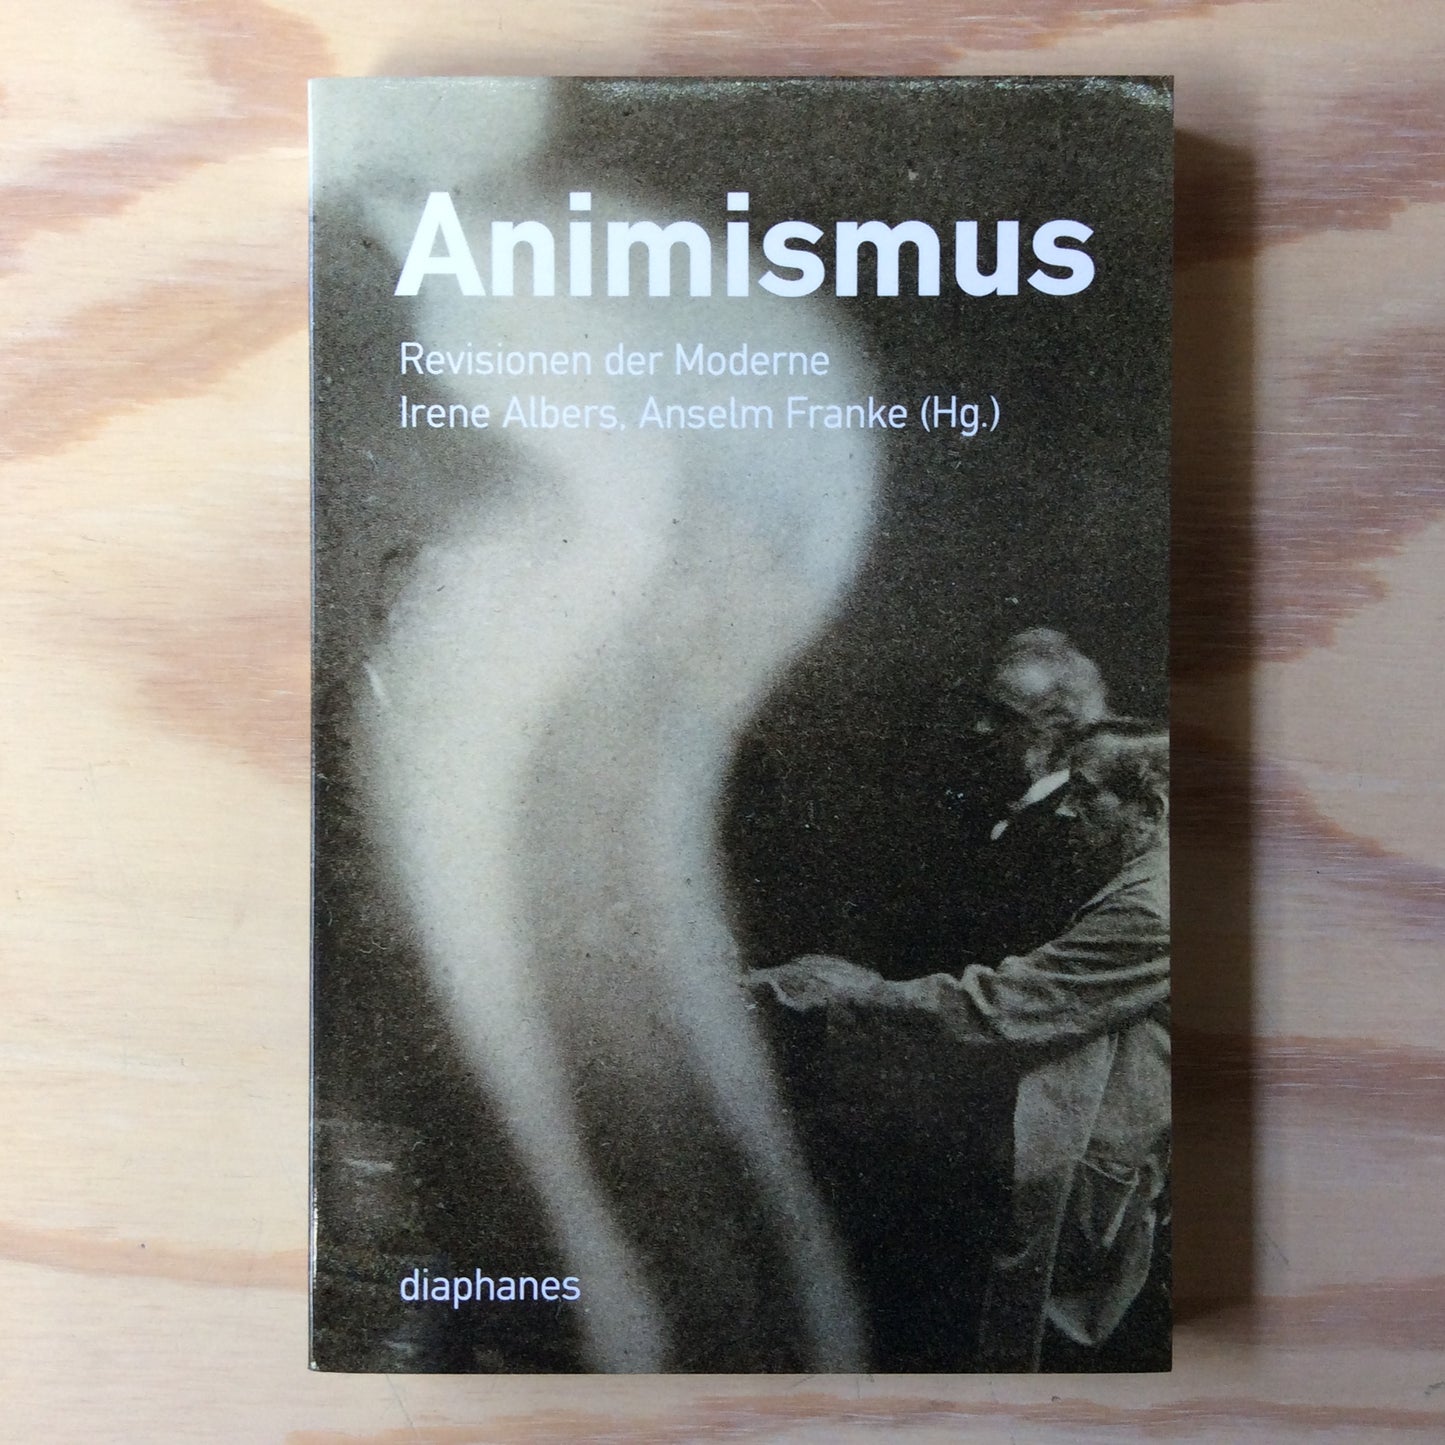 Animismus
Revisionen der Moderne
Irene Albers, Anselm Franke (Hg.)
diaphanes